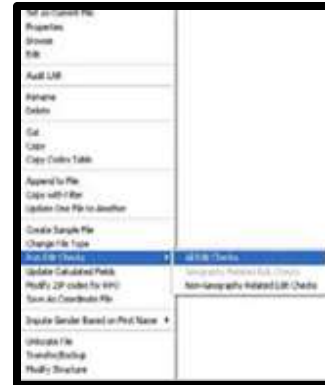 Set as Current File
Properties
Browse
Edit
Audit LAR
Rename
Delete
Cut
Copy
Copy Codes Table
Append to File
Copy with Filter
Update One File to Another
Create Sample File
Change File Type
Run Edit Checks
All Edit Checks
Geography Related Edit Checks
Non-Geography Related Edit Checks
Update Calculated Fields
Modify ZIP codes for
Save As Coordinate File
Impute Gender Based on First Name
Unlocate File
Transfer/Backup
Modify Structure